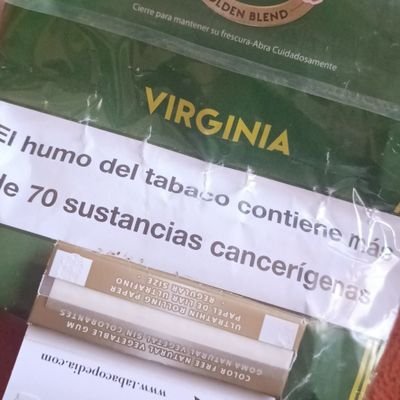 GOLDEN BLEND
Cierre para mantener su frescura-Abra Cuidadosamente
VIRGINIA
El humo del tabaco contiene más
de 70 sustancias cancerígenas
REGULAR SIZE
PAPEL DE LIAR ULTRAFINO
ULTRATHIN ROLLING PAPER
GOMA NATURAL VEGETAL SIN COLORANTES
COLOR FREE NATURAL VEGETABLE GUM
www.tabacopedia.com